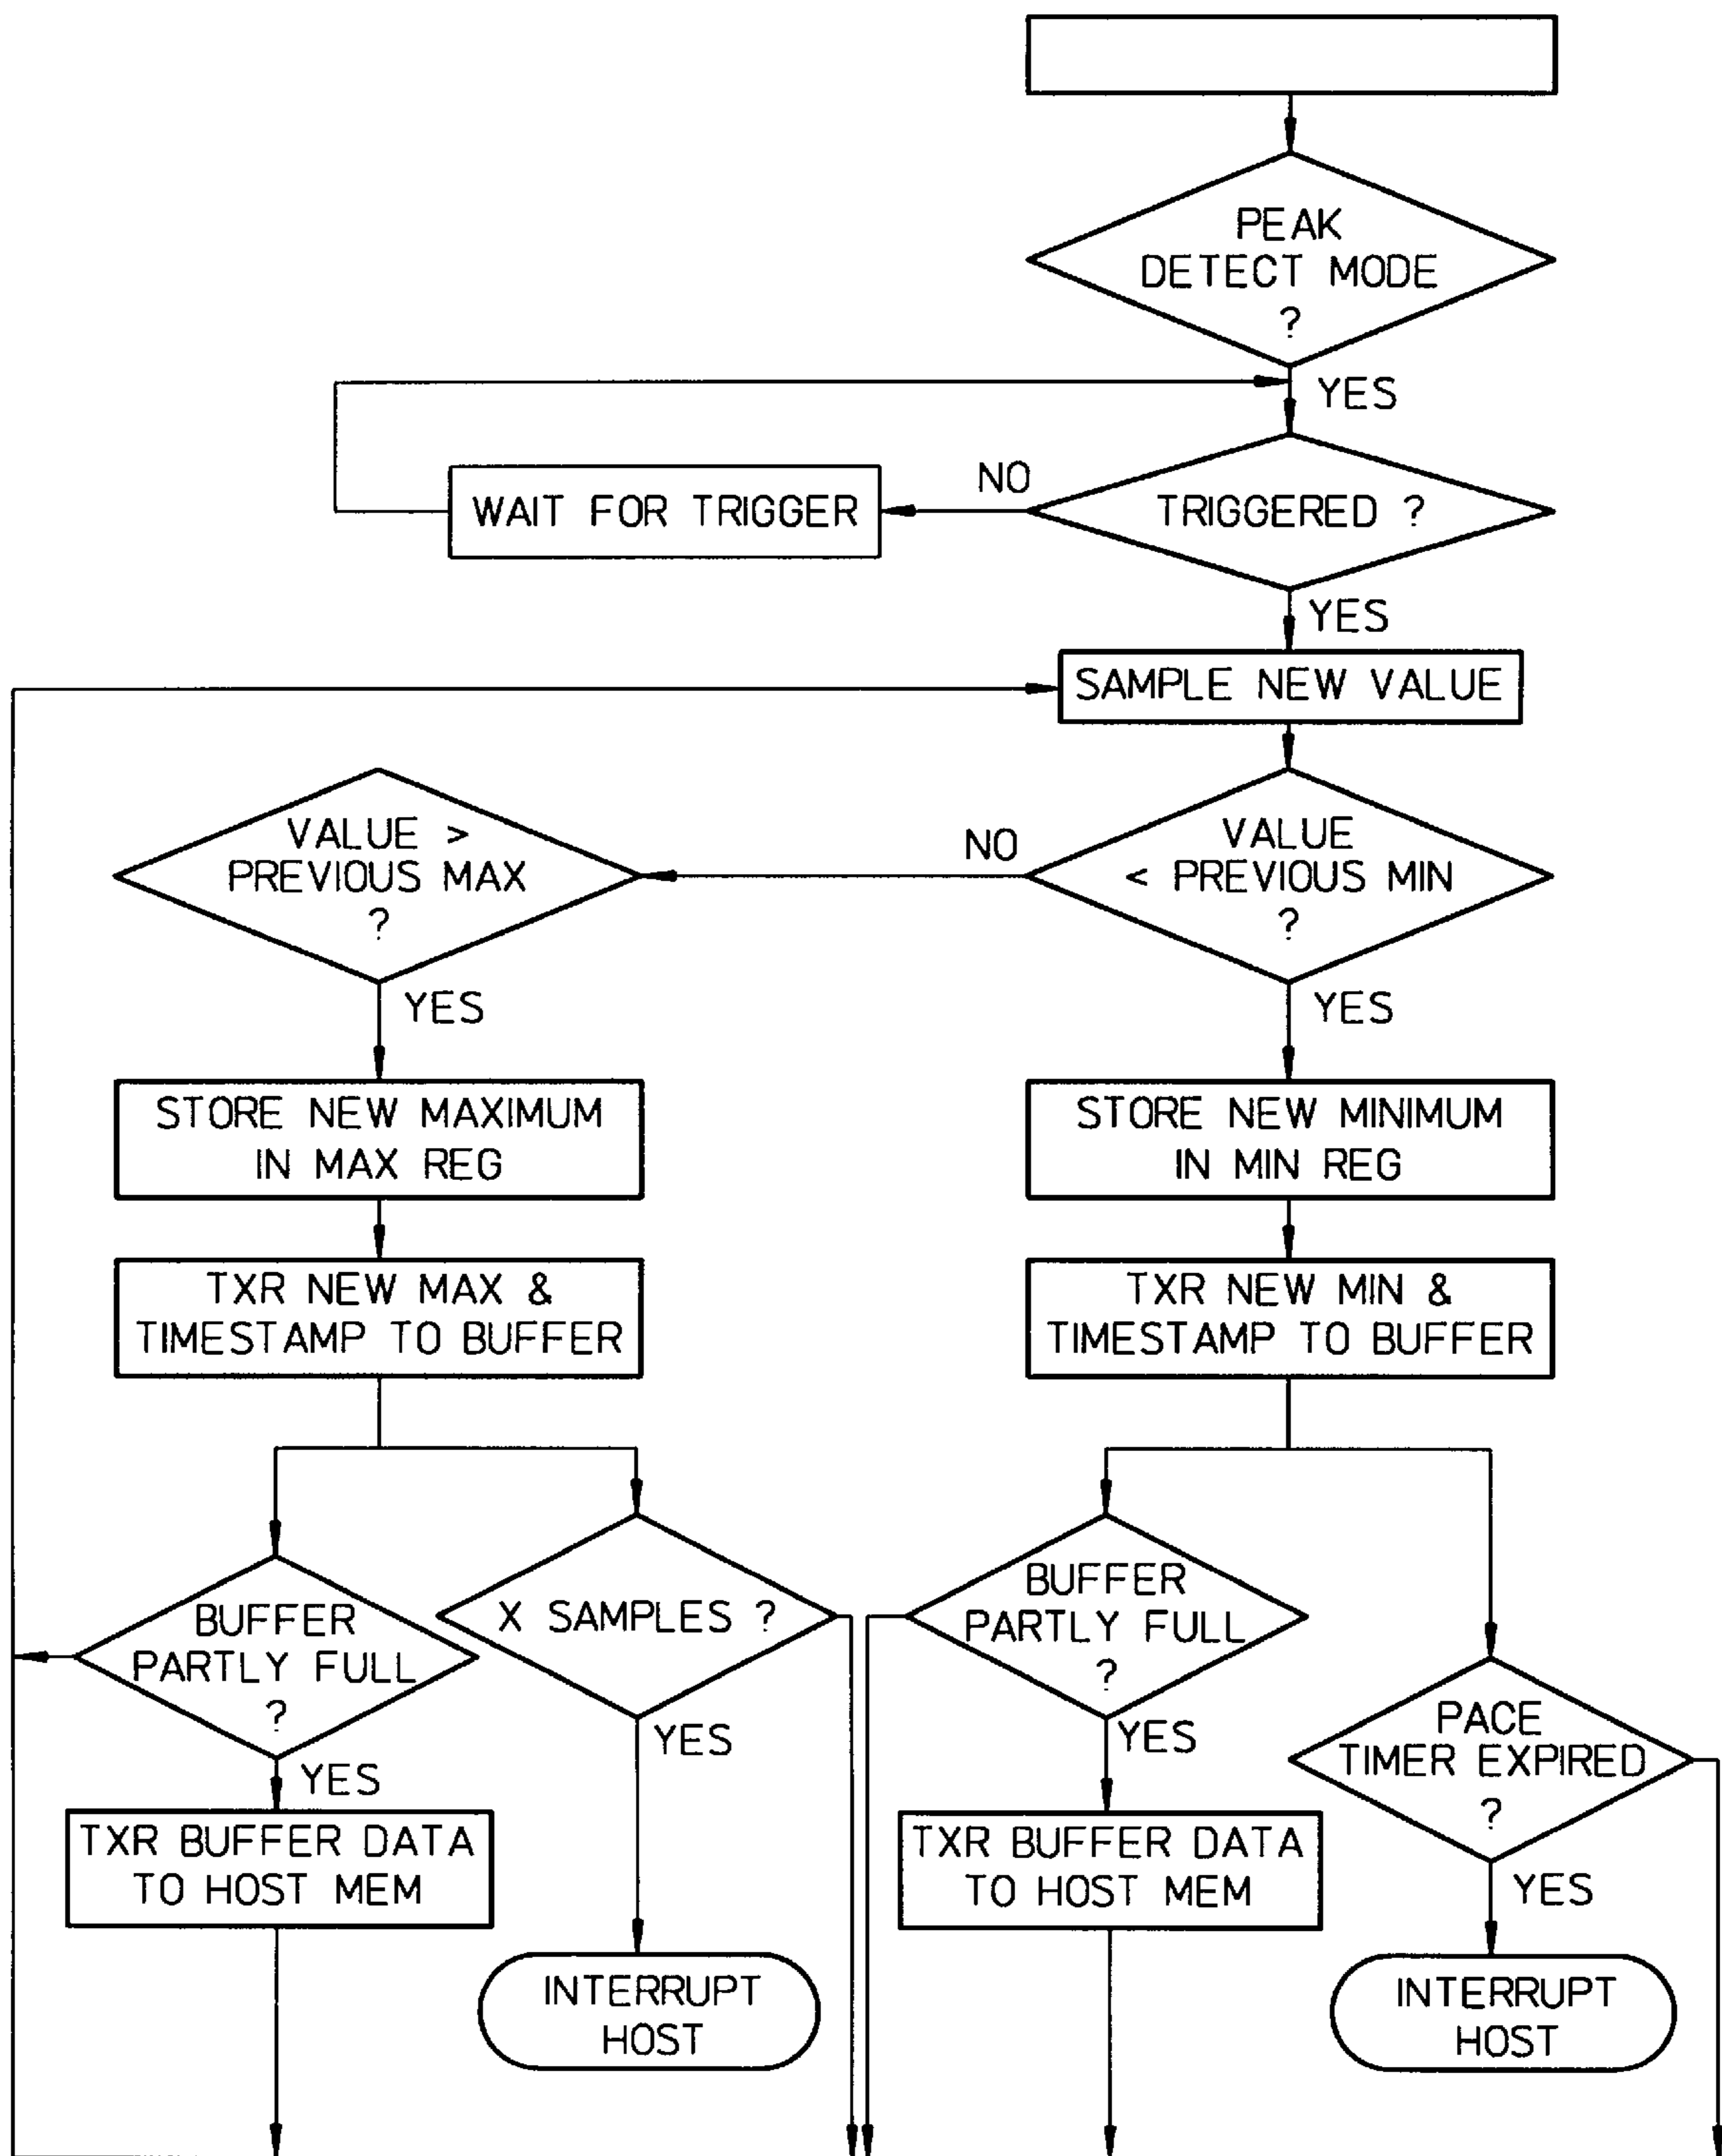 PEAK
DETECT MODE
?
YES
NO
WAIT FOR TRIGGER
TRIGGERED ?
YES
SAMPLE NEW VALUE
VALUE >
PREVIOUS MAX
?
NO
VALUE
< PREVIOUS MIN
?
YES
YES
STORE NEW MAXIMUM
IN MAX REG
STORE NEW MINIMUM
IN MIN REG
TXR NEW MAX &
TIMESTAMP TO BUFFER
TXR NEW MIN &
TIMESTAMP TO BUFFER
BUFFER
PARTLY FULL
?
X SAMPLES ?
BUFFER
PARTLY FULL
?
PACE
TIMER EXPIRED
?
YES
YES
YES
YES
TXR BUFFER DATA
TO HOST MEM
INTERRUPT
HOST
TXR BUFFER DATA
TO HOST MEM
INTERRUPT
HOST